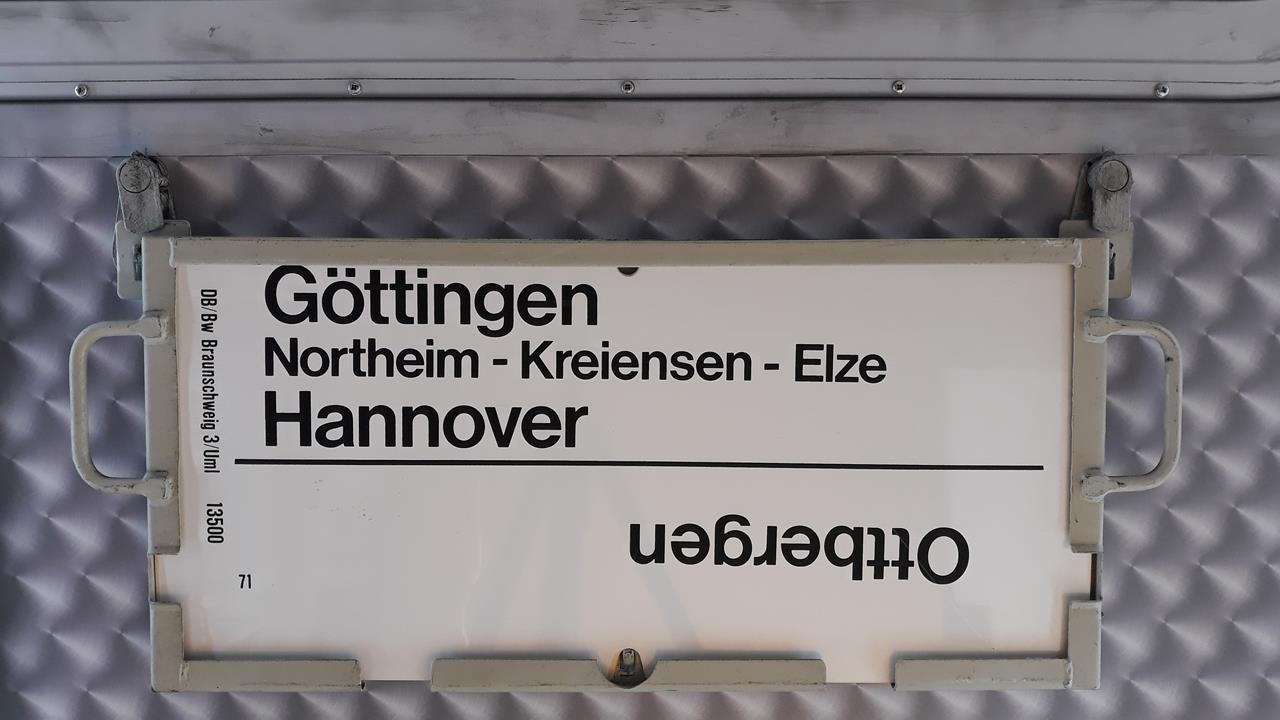 Göttingen
Northeim - Kreiensen - Elze
Hannover
Ottbergen
DB/Bw Braunschweig 3/Uml 13500
71